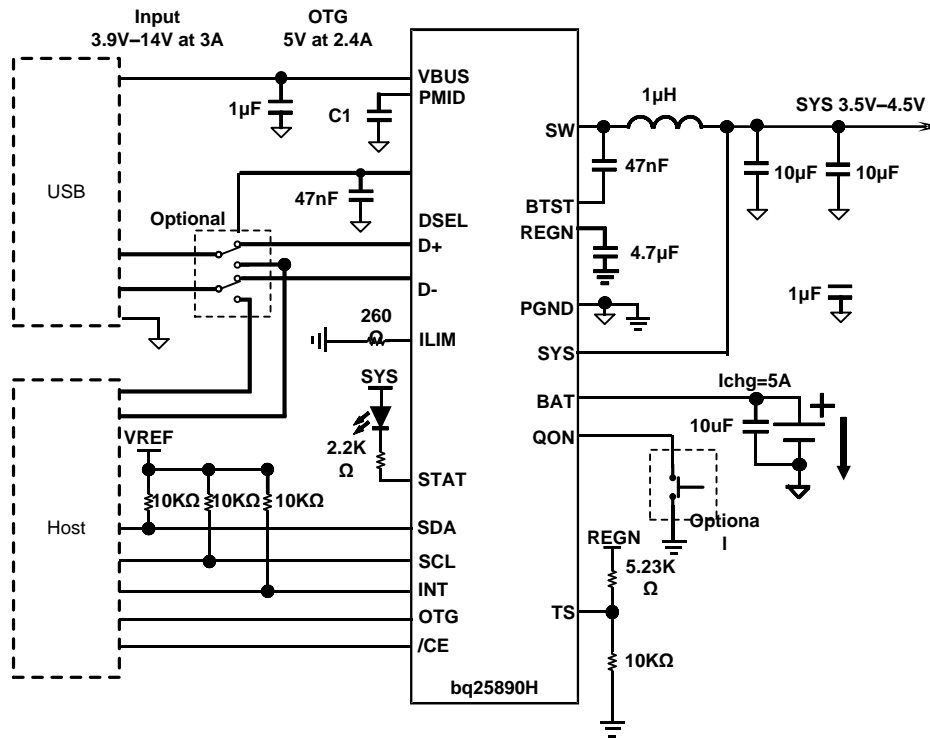 Input
3.9V–14V at 3A
OTG
5V at 2.4A
VBUS
PMID
1µF
C1
1µH
SYS 3.5V–4.5V
SW
47nF
10µF
10µF
USB
47nF
BTST
Optional
DSEL
REGN
D+
4.7µF
D-
1µF
PGND
260
Ω
ILIM
SYS
SYS
Ichg=5A
BAT
+
10uF
QON
VREF
2.2K
Ω
STAT
10KΩ
10KΩ
10KΩ
Host
SDA
Optiona
l
REGN
SCL
5.23K
Ω
INT
TS
OTG
/CE
10KΩ
bq25890H